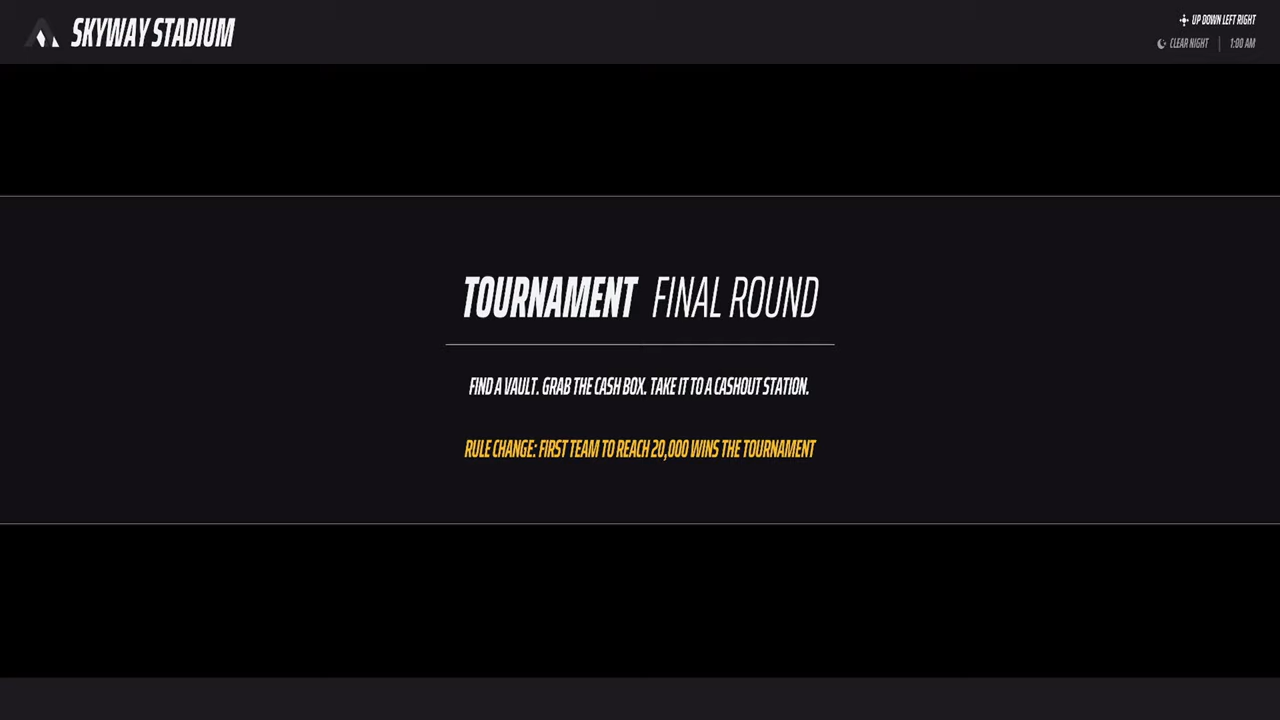 SKYWAY STADIUM
UP DOWN LEFT RIGHT
CLEAR NIGHT | 1:00 AM
TOURNAMENT FINAL ROUND
FIND A VAULT. GRAB THE CASH BOX. TAKE IT TO A CASHOUT STATION.
RULE CHANGE: FIRST TEAM TO REACH 20,000 WINS THE TOURNAMENT